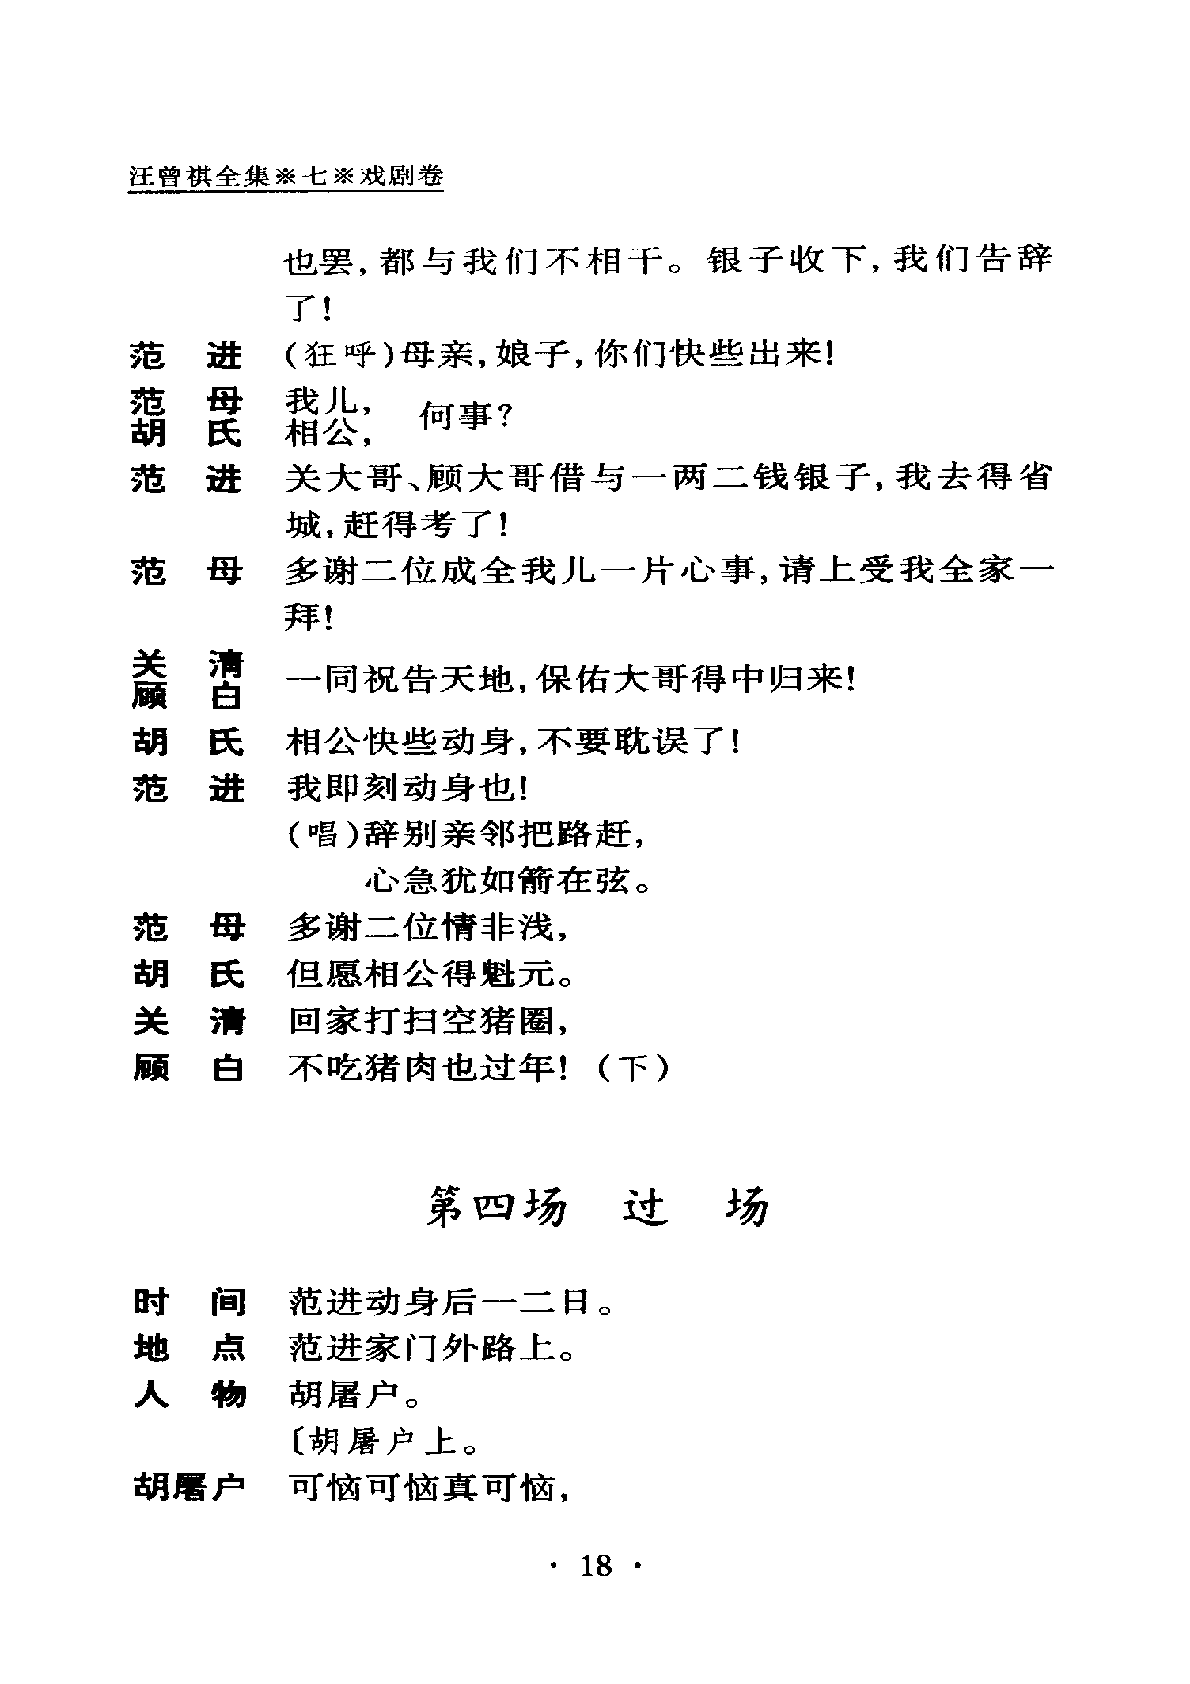 汪曾祺全集※七※戏剧卷
也罢,都与我们不相干。银子收下,我们告辞
了!
范 进 (狂呼)母亲,娘子,你们快些出来!
范 母 我儿,
胡 氏 相公,
何事?
范 进 关大哥、顾大哥借与一两二钱银子,我去得省
城,赶得考了!
范 母 多谢二位成全我儿一片心事,请上受我全家一
拜!
关 清
顾 白
一同祝告天地,保佑大哥得中归来!
胡 氏 相公快些动身,不要耽误了!
范 进 我即刻动身也!
(唱)辞别亲邻把路赶,
心急犹如箭在弦。
范 母 多谢二位情非浅,
胡 氏 但愿相公得魁元。
关 清 回家打扫空猪圈,
顾 白 不吃猪肉也过年!(下)
第四场 过 场
时 间 范进动身后一二日。
地 点 范进家门外路上。
人 物 胡屠户。
〔胡屠户上。
胡屠户 可恼可恼真可恼,
· 18 ·